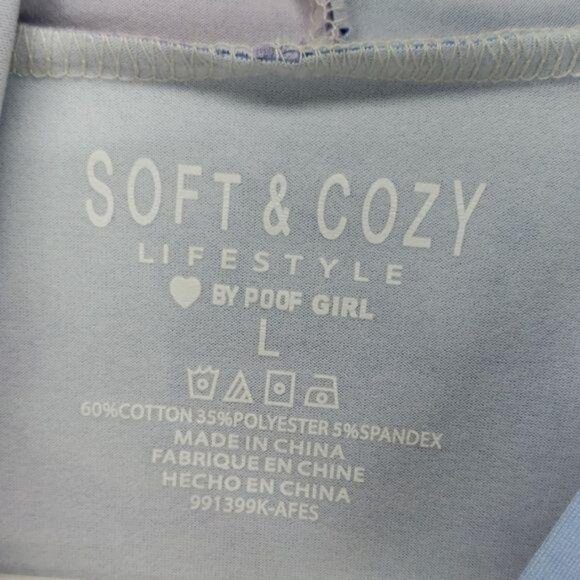 SOFT & COZY
LIFESTYLE
BY POOF GIRL
L
60%COTTON 35%POLYESTER 5%SPANDEX
MADE IN CHINA
FABRIQUE EN CHINE
HECHO EN CHINA
991399K-AFES